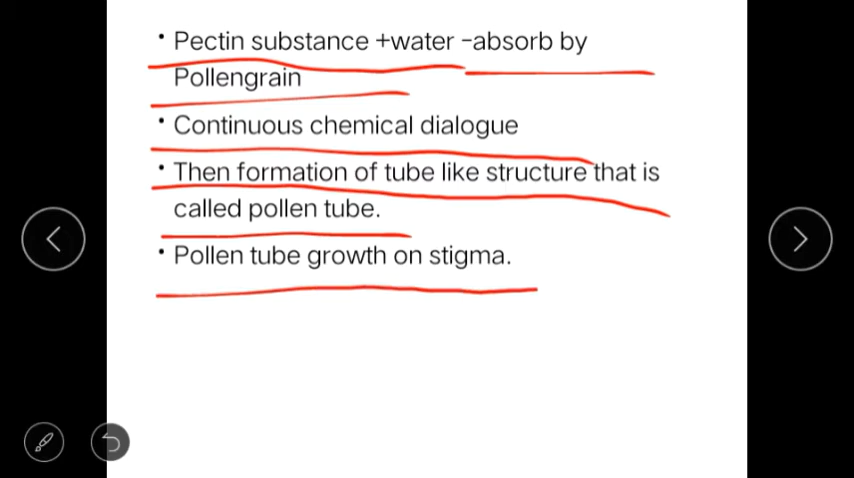 • Pectin substance +water -absorb by
Pollengrain
• Continuous chemical dialogue
• Then formation of tube like structure that is
called pollen tube.
• Pollen tube growth on stigma.